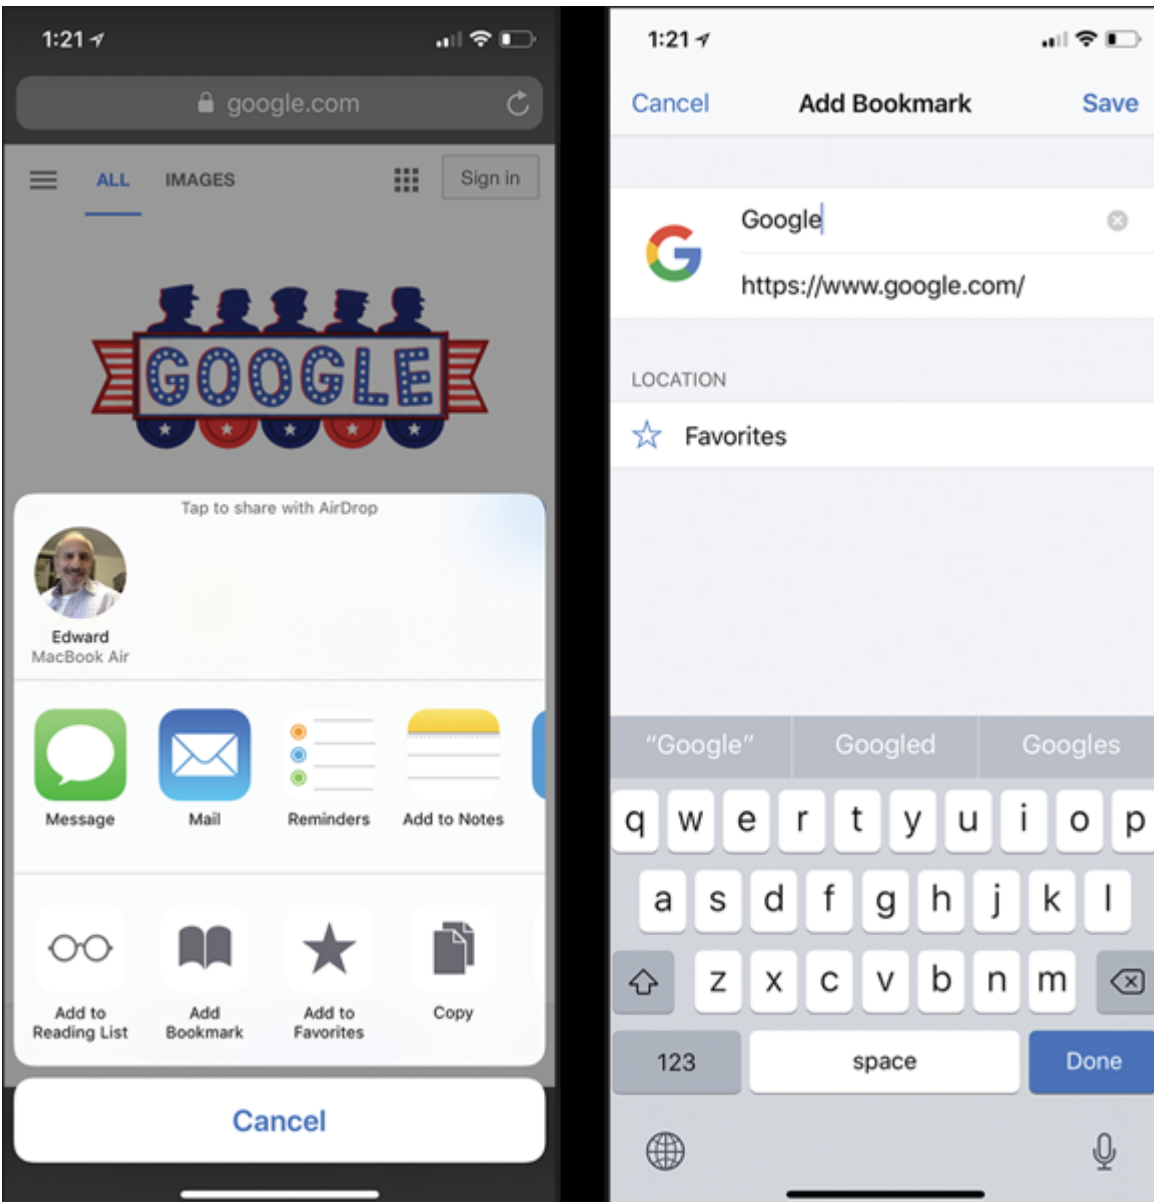 1:21
google.com
ALL IMAGES Sign in
GOOGLE
Tap to share with AirDrop
Edward
MacBook Air
Message Mail Reminders Add to Notes
Add to Reading List Add Bookmark Add to Favorites Copy
Cancel
1:21
Cancel Add Bookmark Save
G
Google
https://www.google.com/
LOCATION
Favorites
“Google” Googled Googles
q w e r t y u i o p
a s d f g h j k l
z x c v b n m
123 space Done